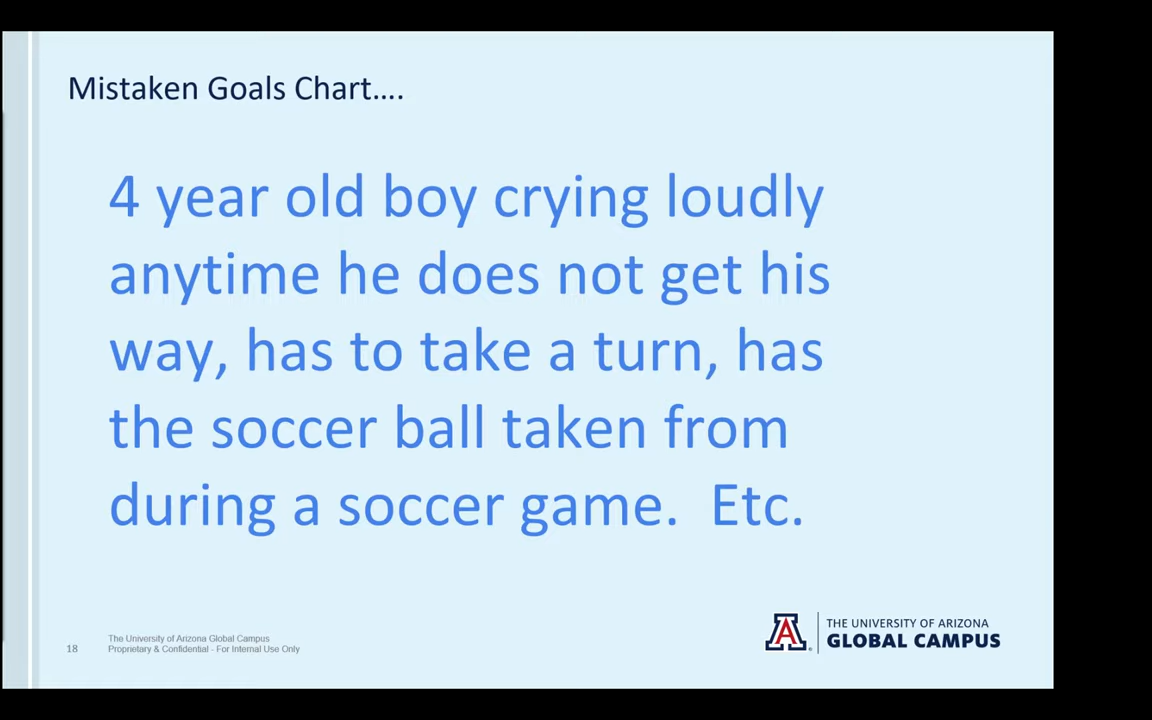 Mistaken Goals Chart....
4 year old boy crying loudly
anytime he does not get his
way, has to take a turn, has
the soccer ball taken from
during a soccer game.  Etc.
18
The University of Arizona Global Campus
Proprietary & Confidential - For Internal Use Only
A
THE UNIVERSITY OF ARIZONA
GLOBAL CAMPUS